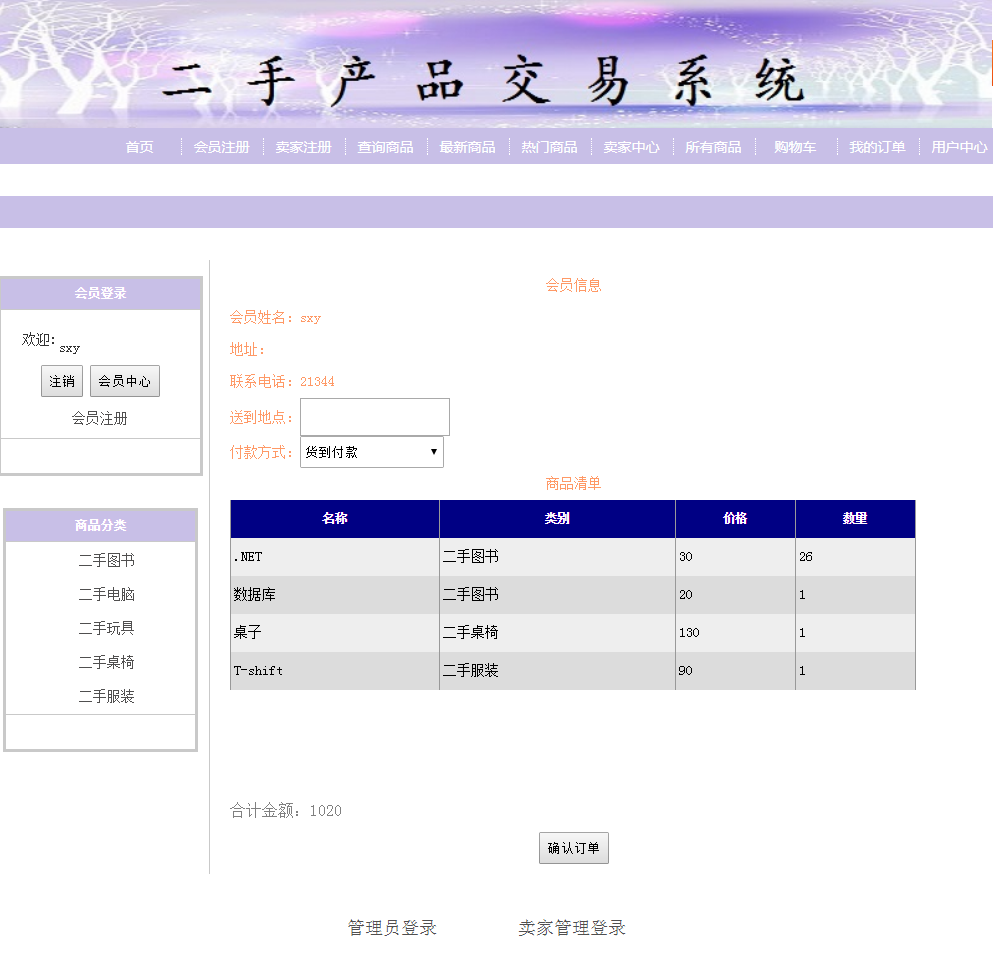 二手产品交易系统
首页 会员注册 卖家注册 查询商品 最新商品 热门商品 卖家中心 所有商品 购物车 我的订单 用户中心
会员登录
欢迎: sxy
注销 会员中心
会员注册
商品分类
二手图书
二手电脑
二手玩具
二手桌椅
二手服装
会员信息
会员姓名：sxy
地址：
联系电话：21344
送到地点：
付款方式：货到付款
商品清单
名称 类别 价格 数量
.NET 二手图书 30 26
数据库 二手图书 20 1
桌子 二手桌椅 130 1
T-shift 二手服装 90 1
合计金额：1020
确认订单
管理员登录 卖家管理登录